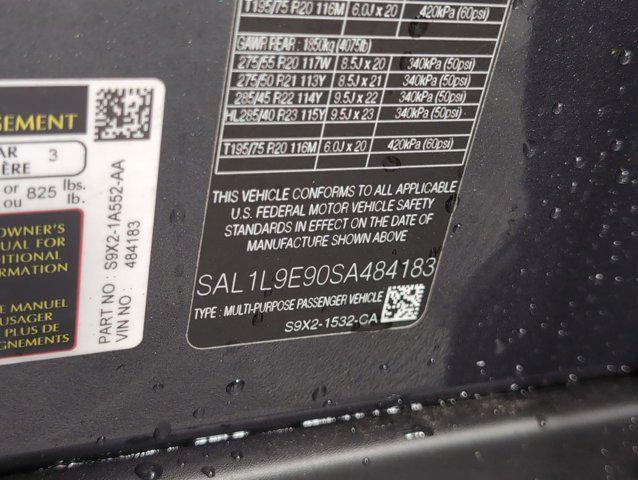 T195/75 R20 116M 6.0J x 20 420kPa (60psi)
GAWR REAR : 1850kg (4075lb)
275/55 R20 117W 8.5J x 20 340kPa (50psi)
275/50 R21 113Y 8.5J x 21 340kPa (50psi)
285/45 R22 114Y 9.5J x 22 340kPa (50psi)
HL285/40 R23 115Y 9.5J x 23 340kPa (50psi)
T195/75 R20 116M 6.0J x 20 420kPa (60psi)
THIS VEHICLE CONFORMS TO ALL APPLICABLE
U.S. FEDERAL MOTOR VEHICLE SAFETY
STANDARDS IN EFFECT ON THE DATE OF
MANUFACTURE SHOWN ABOVE
SAL1L9E90SA484183
TYPE : MULTI-PURPOSE PASSENGER VEHICLE
S9X2-1532-CA
GEMENT
AR
ÈRE 3
or 825 lbs.
ou lb.
OWNER'S
UAL FOR
DITIONAL
RMATION
E MANUEL
USAGER
PLUS DE
GNEMENTS
PART NO : S9X2-1A552-AA
VIN NO : 484183